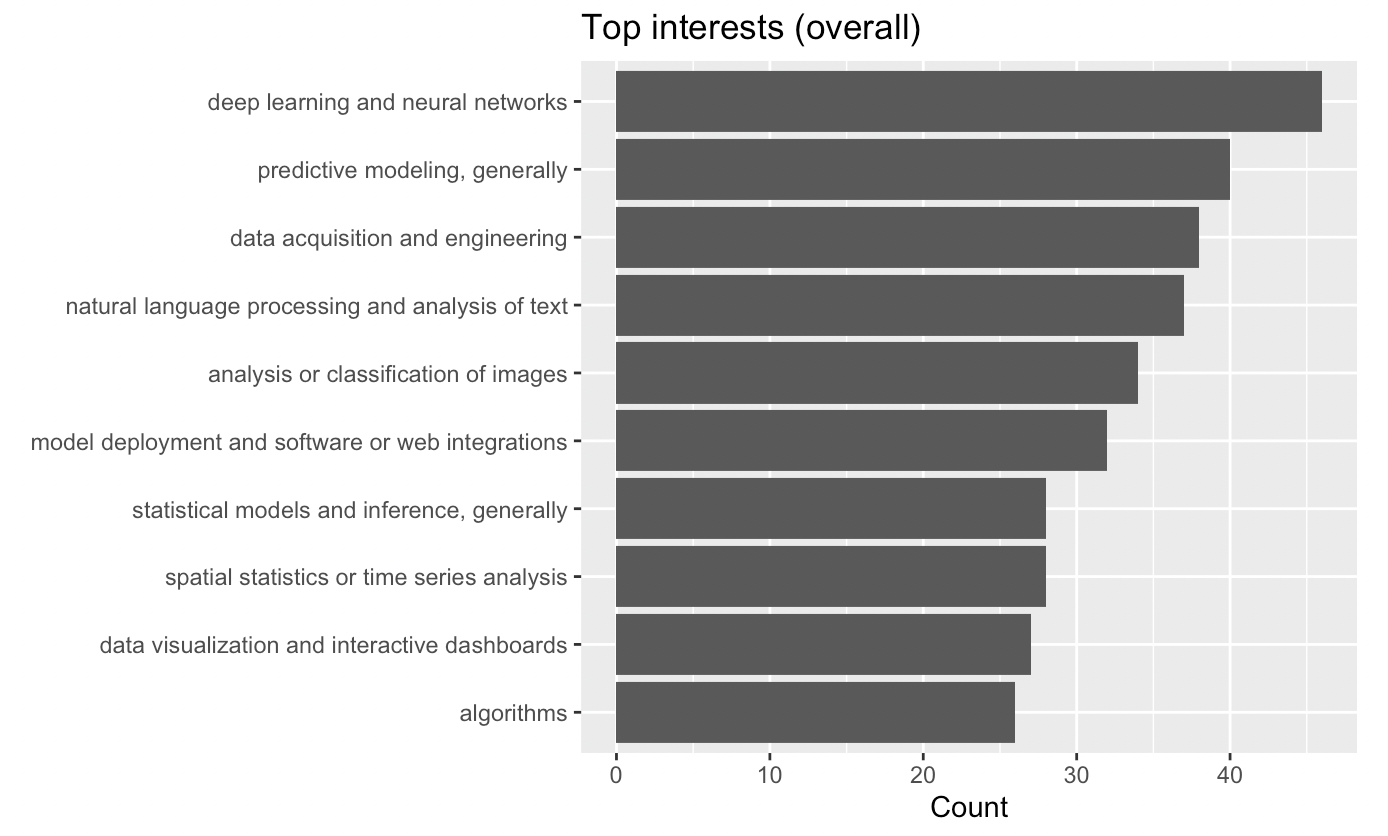 Top interests (overall)
deep learning and neural networks
predictive modeling, generally
data acquisition and engineering
natural language processing and analysis of text
analysis or classification of images
model deployment and software or web integrations
statistical models and inference, generally
spatial statistics or time series analysis
data visualization and interactive dashboards
algorithms
0 10 20 30 40
Count